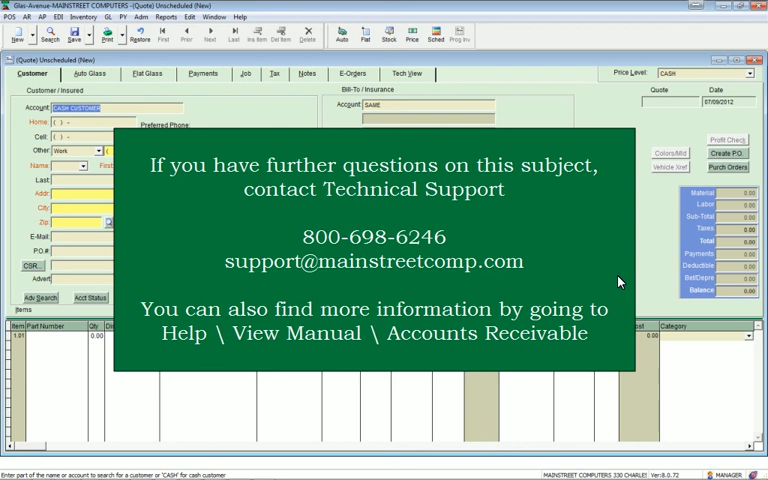 Glas-Avenue-MAINSTREET COMPUTERS - (Quote) Unscheduled (New)
POS AR AP EDI Inventory GL PY Adm Reports Edit Window Help
New Search Save Print Restore First Prev Next Last Ins Item Ins Item Delete Auto Flat Stock Price Sched Prog Inv
(Quote) Unscheduled (New)
Customer Auto Glass Flat Glass Payments Job Tax Notes E-Orders Tech View Price Level: CASH
Customer / Insured Bill-To / Insurance Quote Date
Account: CASH CUSTOMER Account: SAME 07/09/2012
Home: ( ) -
Preferred Phone:
Cell: ( ) -
Other: Work (
Name: First
Last:
Addr:
City:
Zip:
E-Mail:
P.O.#
CSR...
Advert
Adv Search Acct Status
Profit Check
Colors/Mld Create P.O.
Vehicle Xref Purch Orders
Material 0.00
Labor 0.00
Sub-Total 0.00
Taxes 0.00
Total 0.00
Payments 0.00
Deductible 0.00
Bet/Depre 0.00
Balance 0.00
If you have further questions on this subject,
contact Technical Support
800-698-6246
support@mainstreetcomp.com
You can also find more information by going to
Help \ View Manual \ Accounts Receivable
Items
Item Part Number Qty Category
1.01 0.00 0.00
Enter part of the name or account to search for a customer or 'CASH' for cash customer MAINSTREET COMPUTERS 330 CHARLES Ver:8.0.72 MANAGER